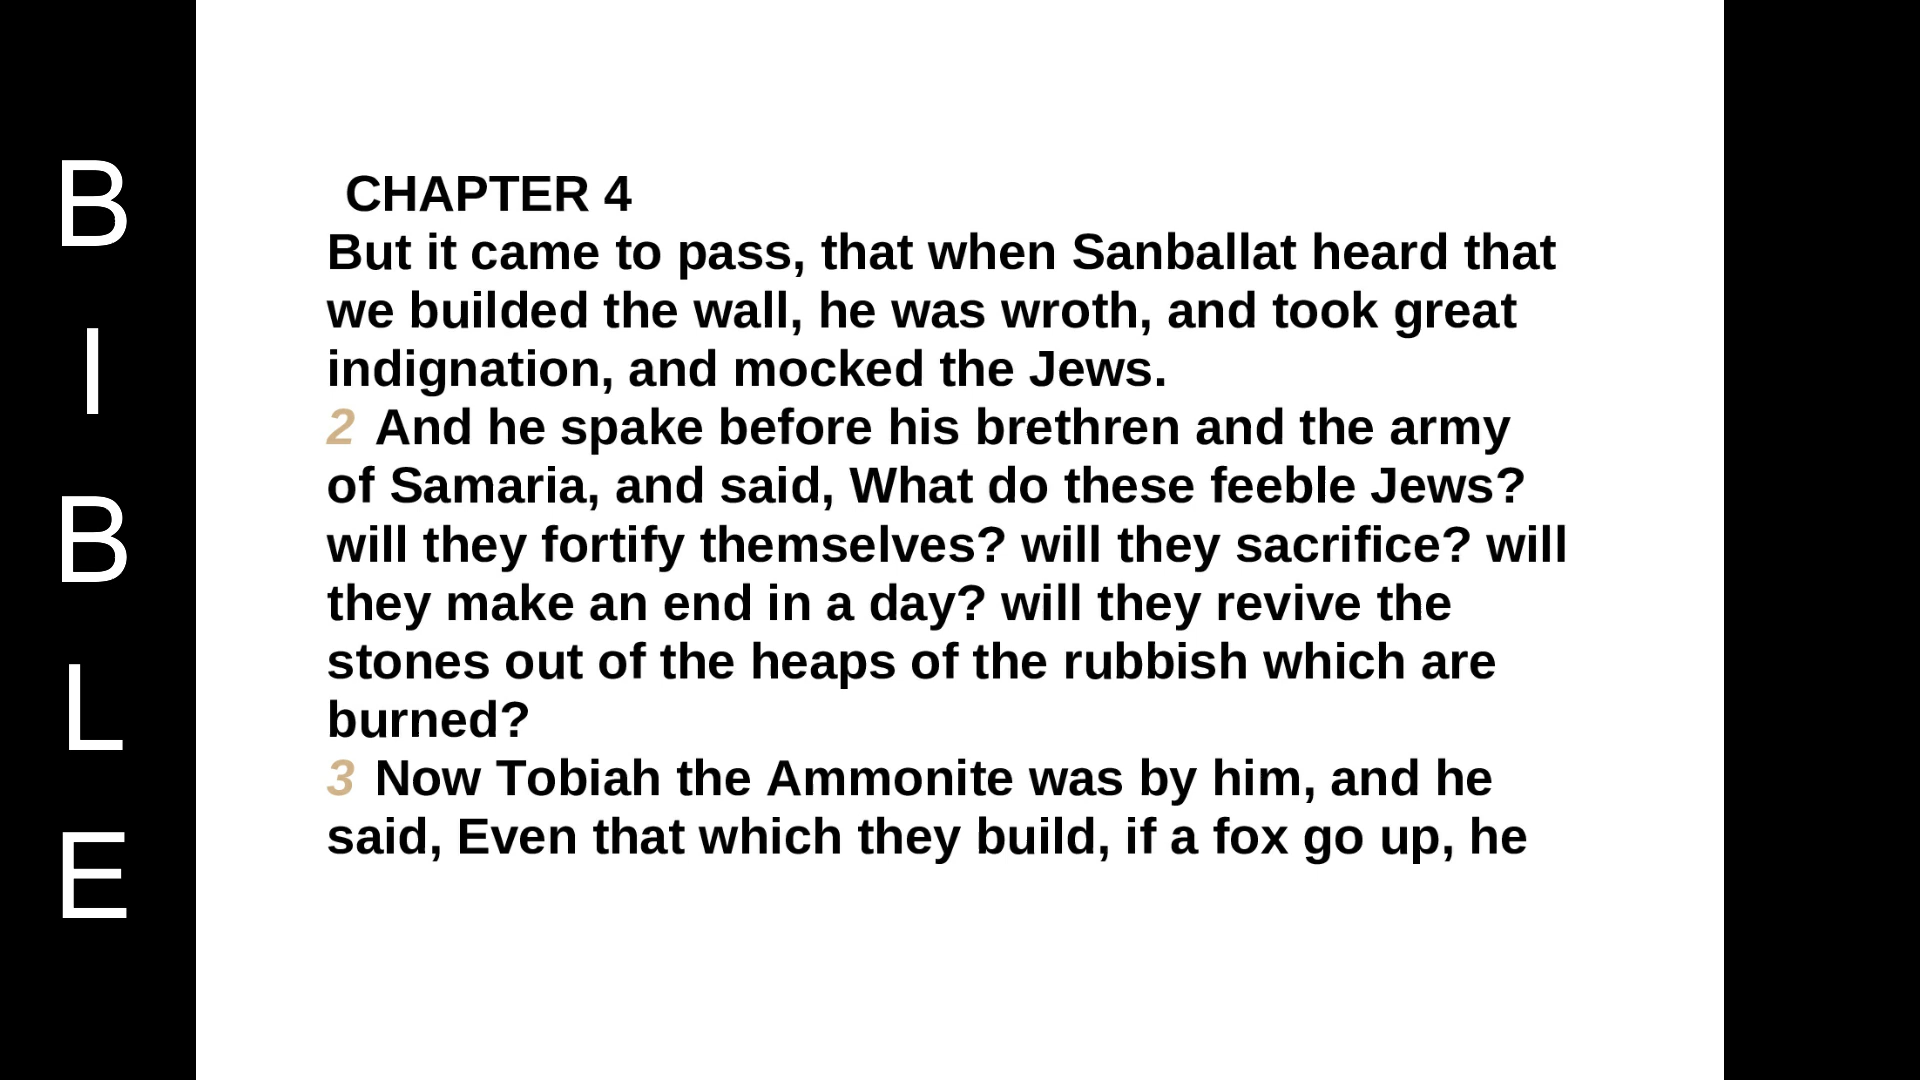 B
I
B
L
E
CHAPTER 4
But it came to pass, that when Sanballat heard that
we builded the wall, he was wroth, and took great
indignation, and mocked the Jews.
2 And he spake before his brethren and the army
of Samaria, and said, What do these feeble Jews?
will they fortify themselves? will they sacrifice? will
they make an end in a day? will they revive the
stones out of the heaps of the rubbish which are
burned?
3 Now Tobiah the Ammonite was by him, and he
said, Even that which they build, if a fox go up, he